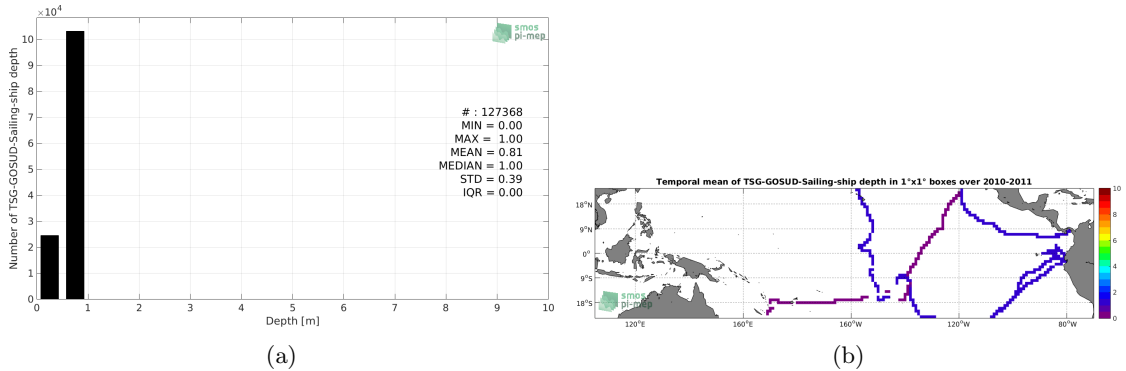 ×10⁴
10
9
8
7
6
5
4
3
2
1
0
Number of TSG-GOSUD-Sailing-ship depth
smos
pi-mep
# : 127368
MIN = 0.00
MAX = 1.00
MEAN = 0.81
MEDIAN = 1.00
STD = 0.39
IQR = 0.00
0 1 2 3 4 5 6 7 8 9 10
Depth [m]
(a)
Temporal mean of TSG-GOSUD-Sailing-ship depth in 1°x1° boxes over 2010-2011
18°N
9°N
0°
9°S
18°S
smos
pi-mep
120°E 160°E 160°W 120°W 80°W
10
8
6
4
2
0
(b)